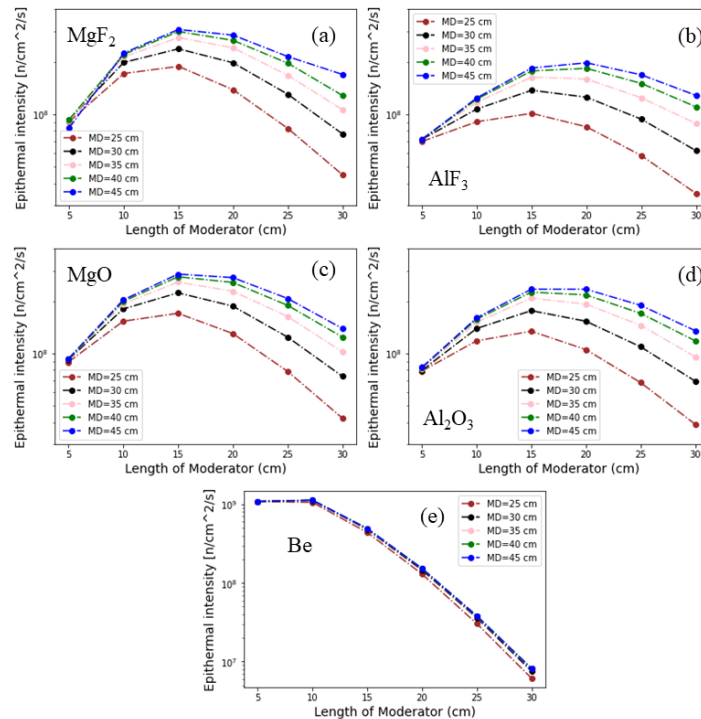 MgF2
(a)
Epithermal intensity [n/cm^2/s]
10^8
MD=25 cm
MD=30 cm
MD=35 cm
MD=40 cm
MD=45 cm
5 10 15 20 25 30
Length of Moderator (cm)
(b)
Epithermal intensity [n/cm^2/s]
10^8
MD=25 cm
MD=30 cm
MD=35 cm
MD=40 cm
MD=45 cm
AlF3
5 10 15 20 25 30
Length of Moderator (cm)
MgO
(c)
Epithermal intensity [n/cm^2/s]
10^8
MD=25 cm
MD=30 cm
MD=35 cm
MD=40 cm
MD=45 cm
5 10 15 20 25 30
Length of Moderator (cm)
(d)
Epithermal intensity [n/cm^2/s]
10^8
MD=25 cm
MD=30 cm
MD=35 cm
MD=40 cm
MD=45 cm
Al2O3
5 10 15 20 25 30
Length of Moderator (cm)
(e)
Be
Epithermal intensity [n/cm^2/s]
10^9
10^8
10^7
MD=25 cm
MD=30 cm
MD=35 cm
MD=40 cm
MD=45 cm
5 10 15 20 25 30
Length of Moderator (cm)